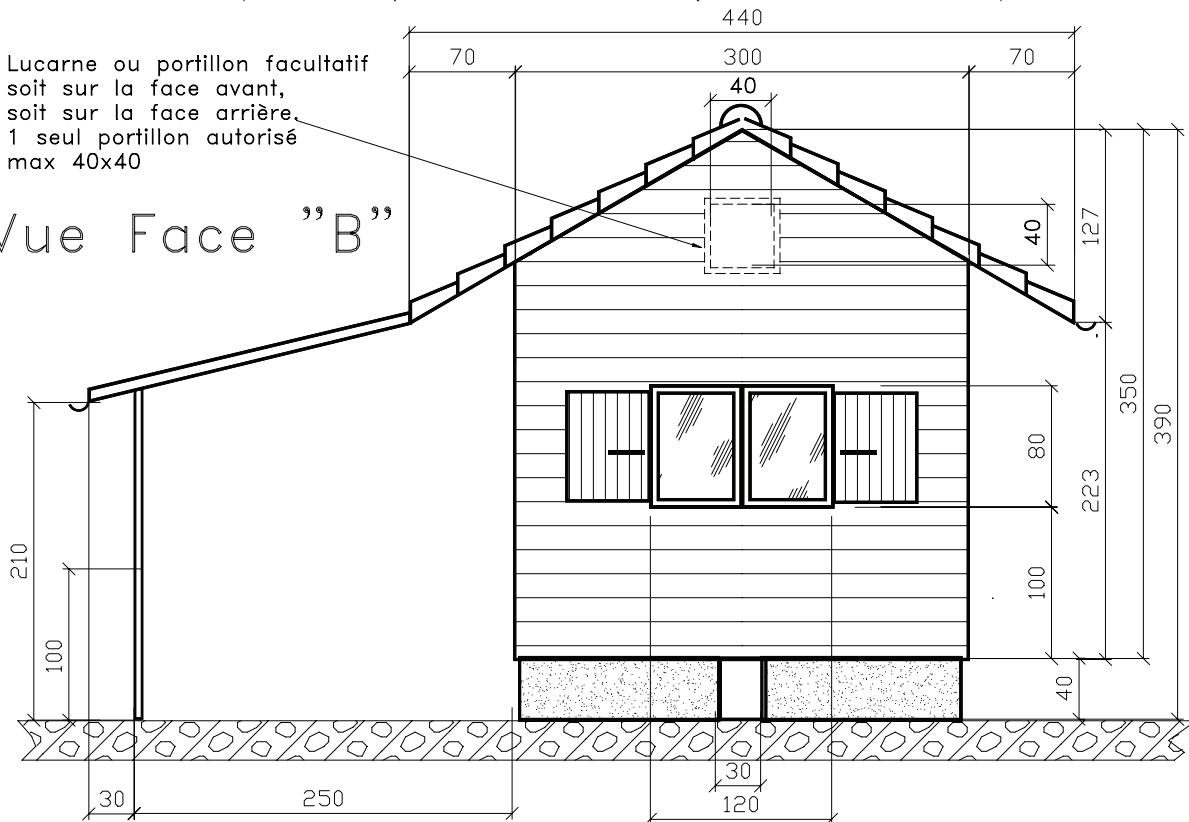 440
70 300 70
Lucarne ou portillon facultatif
soit sur la face avant,
soit sur la face arrière,
1 seul portillon autorisé
max 40x40
40
Vue Face "B"
40
127
350
390
80
223
210
100
100
40
30
250
30
120